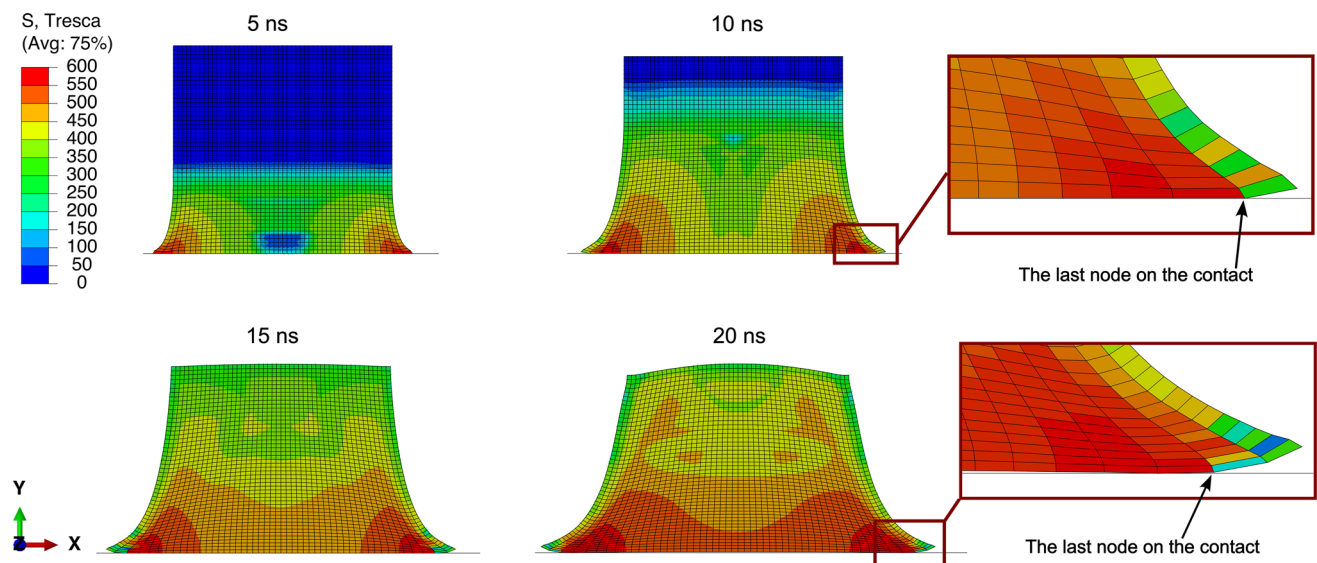 S, Tresca
(Avg: 75%)
600
550
500
450
400
350
300
250
200
150
100
50
0
5 ns
10 ns
The last node on the contact
15 ns
20 ns
The last node on the contact
Y
Z
X